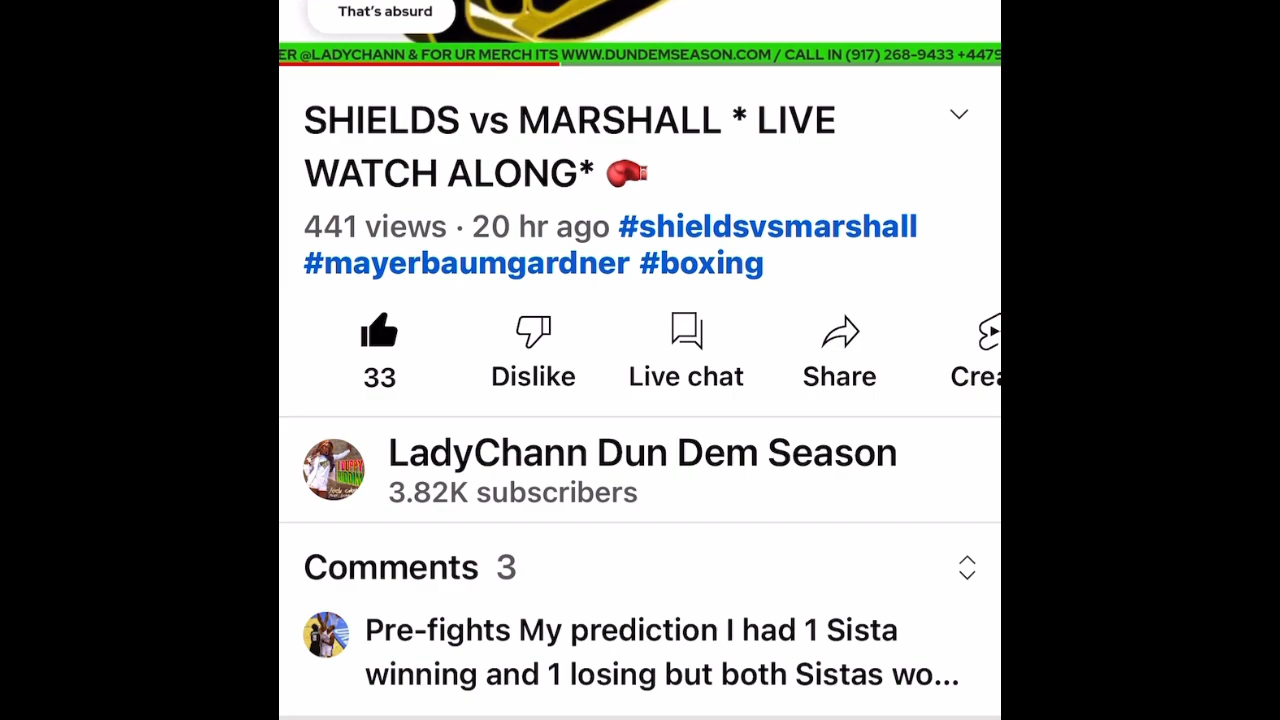 That's absurd
ER @LADYCHANN & FOR UR MERCH ITS WWW.DUNDEMSEASON.COM / CALL IN (917) 268-9433 +4479
SHIELDS vs MARSHALL * LIVE
WATCH ALONG* 🥊
441 views · 20 hr ago #shieldsvsmarshall
#mayerbaumgardner #boxing
33 Dislike Live chat Share Crea
LadyChann Dun Dem Season
3.82K subscribers
Comments 3
Pre-fights My prediction I had 1 Sista
winning and 1 losing but both Sistas wo...